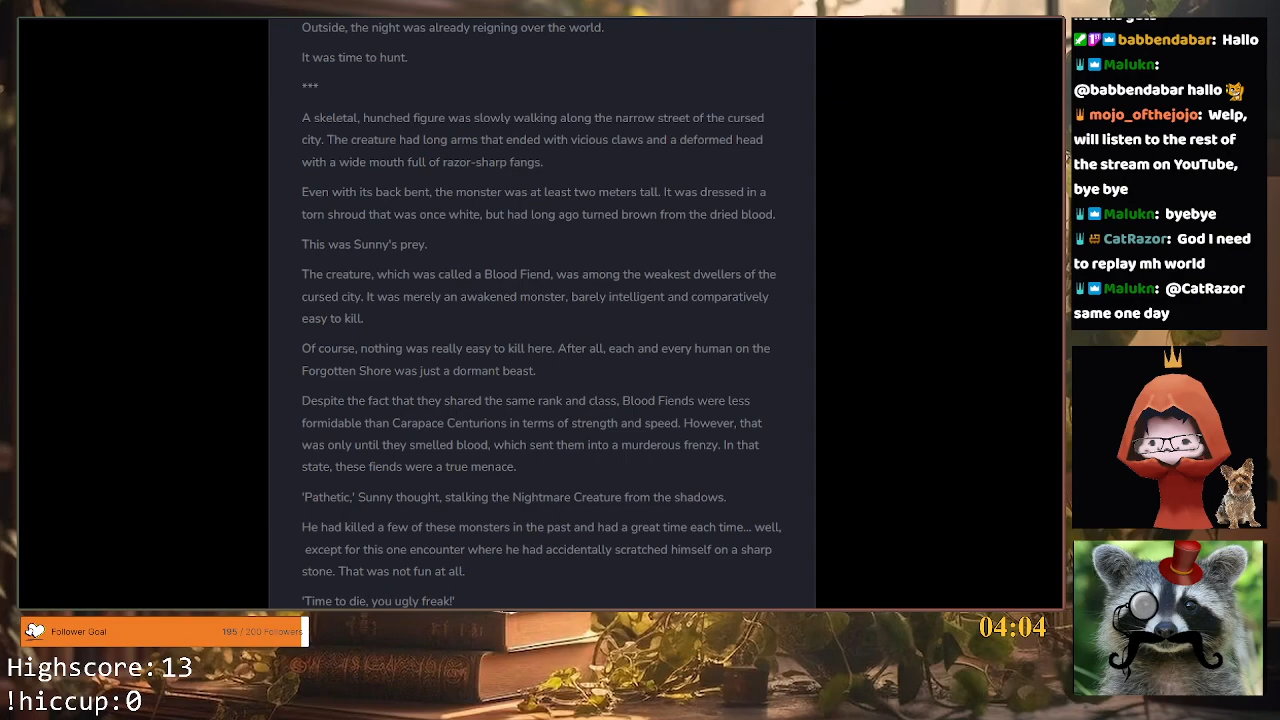 Outside, the night was already reigning over the world.
It was time to hunt.
***
A skeletal, hunched figure was slowly walking along the narrow street of the cursed
city. The creature had long arms that ended with vicious claws and a deformed head
with a wide mouth full of razor-sharp fangs.
Even with its back bent, the monster was at least two meters tall. It was dressed in a
torn shroud that was once white, but had long ago turned brown from the dried blood.
This was Sunny's prey.
The creature, which was called a Blood Fiend, was among the weakest dwellers of the
cursed city. It was merely an awakened monster, barely intelligent and comparatively
easy to kill.
Of course, nothing was really easy to kill here. After all, each and every human on the
Forgotten Shore was just a dormant beast.
Despite the fact that they shared the same rank and class, Blood Fiends were less
formidable than Carapace Centurions in terms of strength and speed. However, that
was only until they smelled blood, which sent them into a murderous frenzy. In that
state, these fiends were a true menace.
'Pathetic,' Sunny thought, stalking the Nightmare Creature from the shadows.
He had killed a few of these monsters in the past and had a great time each time... well,
except for this one encounter where he had accidentally scratched himself on a sharp
stone. That was not fun at all.
'Time to die, you ugly freak!'
babbendabar: Hallo
Malukn:
@babbendabar hallo
mojo_ofthejojo: Welp,
will listen to the rest of
the stream on YouTube,
bye bye
Malukn: byebye
CatRazor: God I need
to replay mh world
Malukn: @CatRazor
same one day
Follower Goal
195 / 200 Followers
04:04
Highscore:13
!hiccup:0